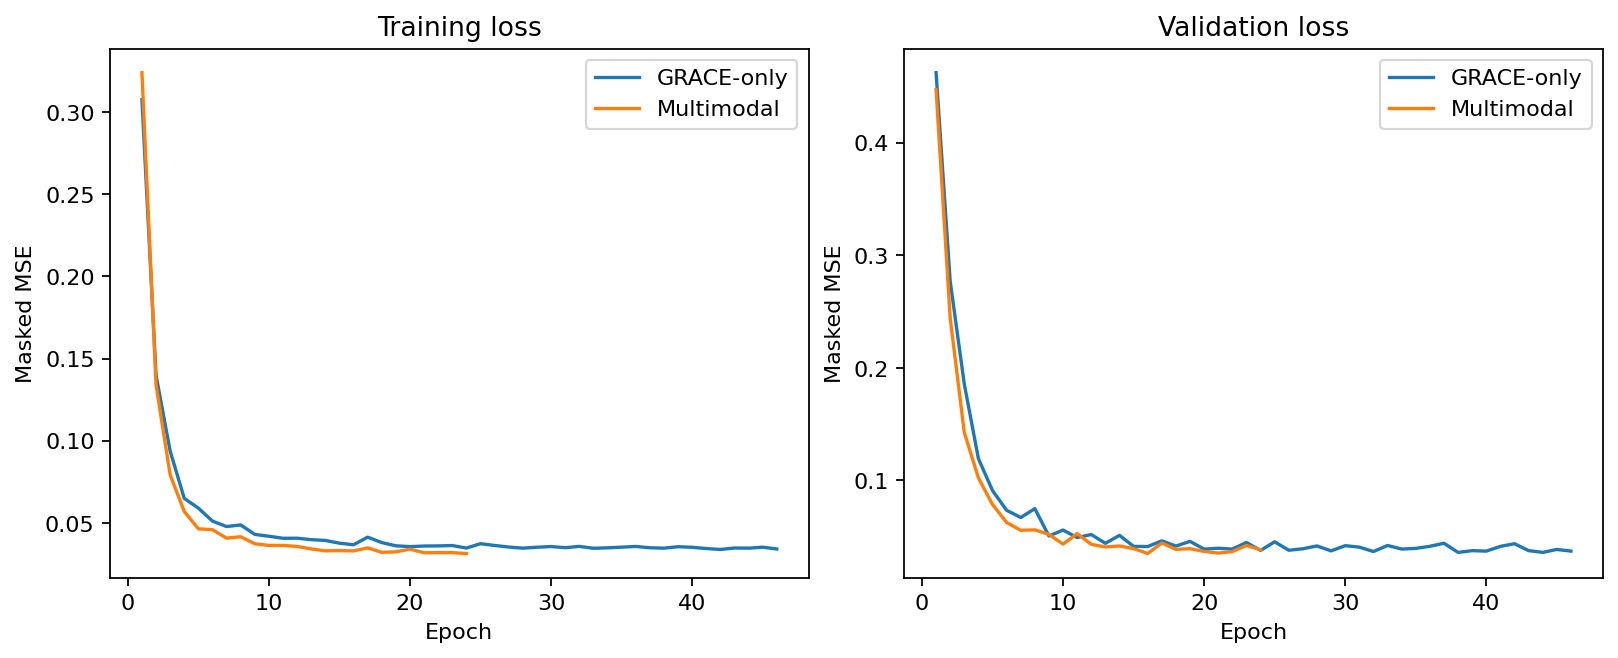 Training loss
GRACE-only
Multimodal
0.30
0.25
0.20
0.15
0.10
0.05
Masked MSE
0 10 20 30 40
Epoch
Validation loss
GRACE-only
Multimodal
0.4
0.3
0.2
0.1
Masked MSE
0 10 20 30 40
Epoch